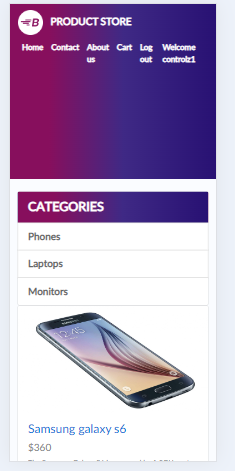 B PRODUCT STORE
Home Contact About us Cart Log out Welcome controlz1
CATEGORIES
Phones
Laptops
Monitors
Samsung galaxy s6
$360